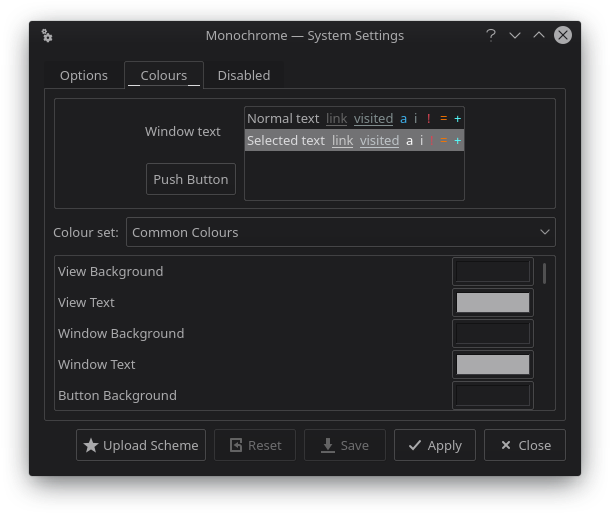 Monochrome — System Settings
Options Colours Disabled
Window text
Normal text link visited a i ! = +
Selected text link visited a i ! = +
Push Button
Colour set: Common Colours
View Background
View Text
Window Background
Window Text
Button Background
Upload Scheme Reset Save Apply Close